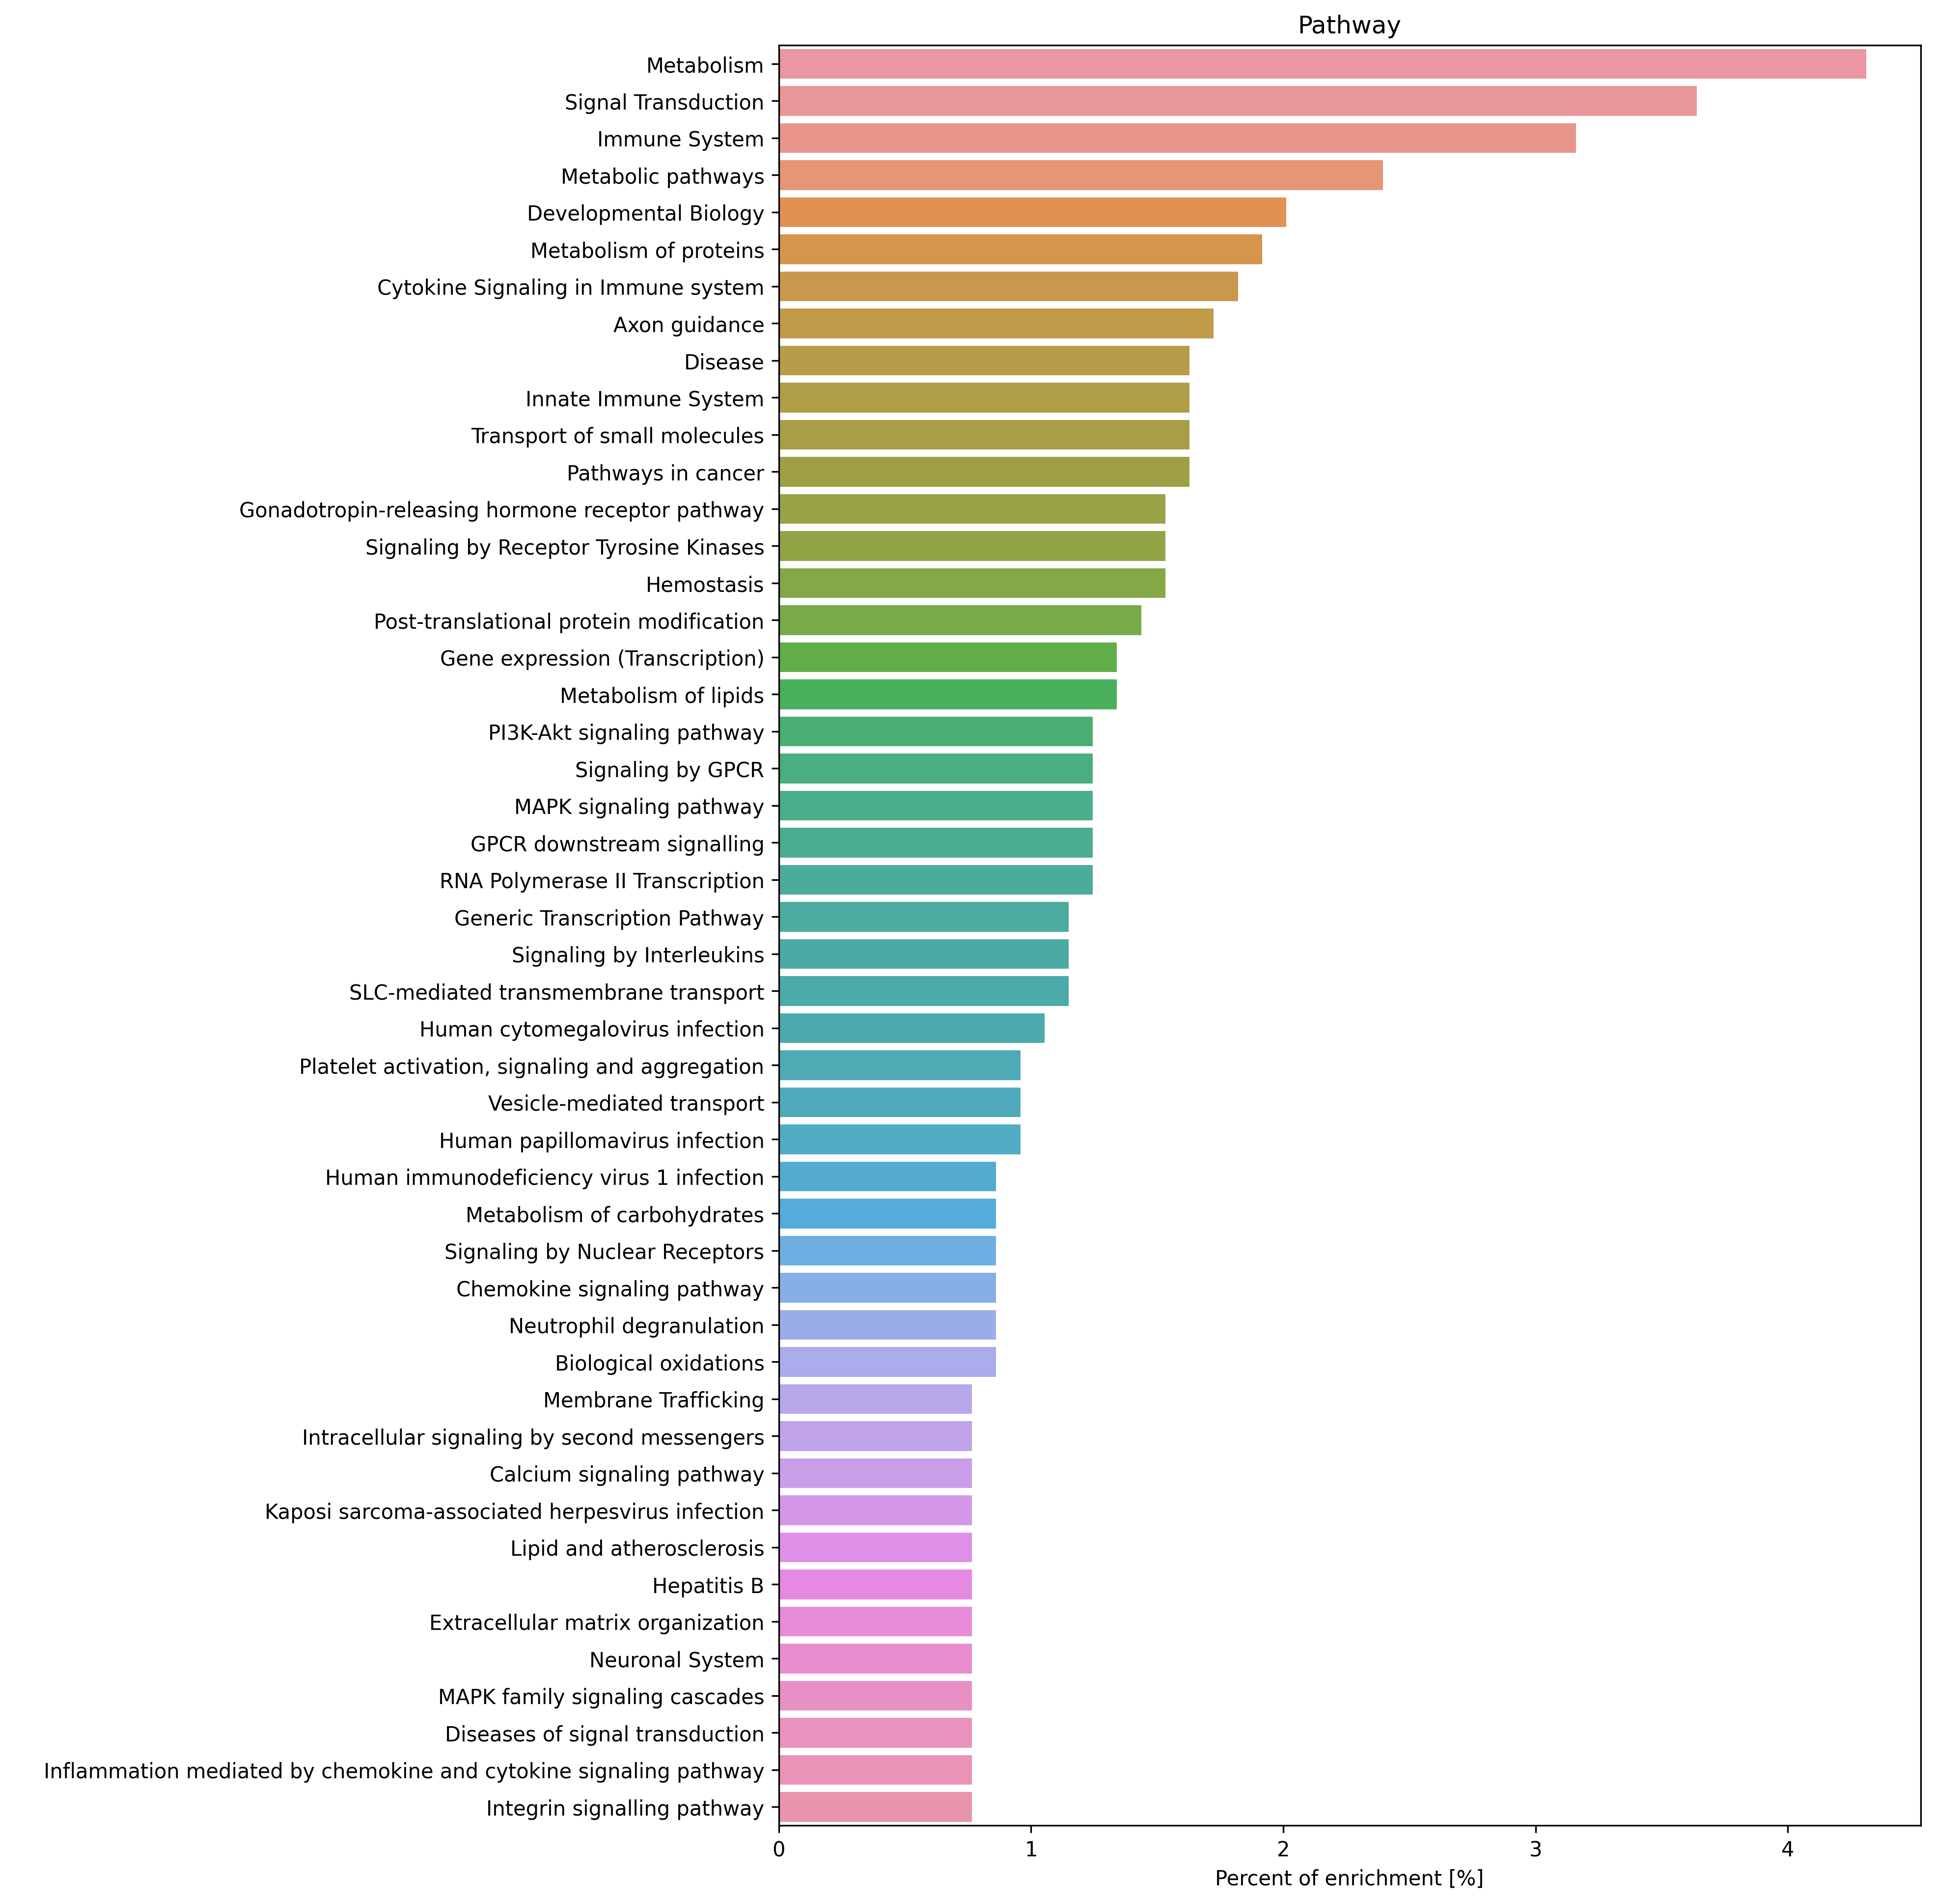 Pathway
Metabolism
Signal Transduction
Immune System
Metabolic pathways
Developmental Biology
Metabolism of proteins
Cytokine Signaling in Immune system
Axon guidance
Disease
Innate Immune System
Transport of small molecules
Pathways in cancer
Gonadotropin-releasing hormone receptor pathway
Signaling by Receptor Tyrosine Kinases
Hemostasis
Post-translational protein modification
Gene expression (Transcription)
Metabolism of lipids
PI3K-Akt signaling pathway
Signaling by GPCR
MAPK signaling pathway
GPCR downstream signalling
RNA Polymerase II Transcription
Generic Transcription Pathway
Signaling by Interleukins
SLC-mediated transmembrane transport
Human cytomegalovirus infection
Platelet activation, signaling and aggregation
Vesicle-mediated transport
Human papillomavirus infection
Human immunodeficiency virus 1 infection
Metabolism of carbohydrates
Signaling by Nuclear Receptors
Chemokine signaling pathway
Neutrophil degranulation
Biological oxidations
Membrane Trafficking
Intracellular signaling by second messengers
Calcium signaling pathway
Kaposi sarcoma-associated herpesvirus infection
Lipid and atherosclerosis
Hepatitis B
Extracellular matrix organization
Neuronal System
MAPK family signaling cascades
Diseases of signal transduction
Inflammation mediated by chemokine and cytokine signaling pathway
Integrin signalling pathway
0 1 2 3 4
Percent of enrichment [%]